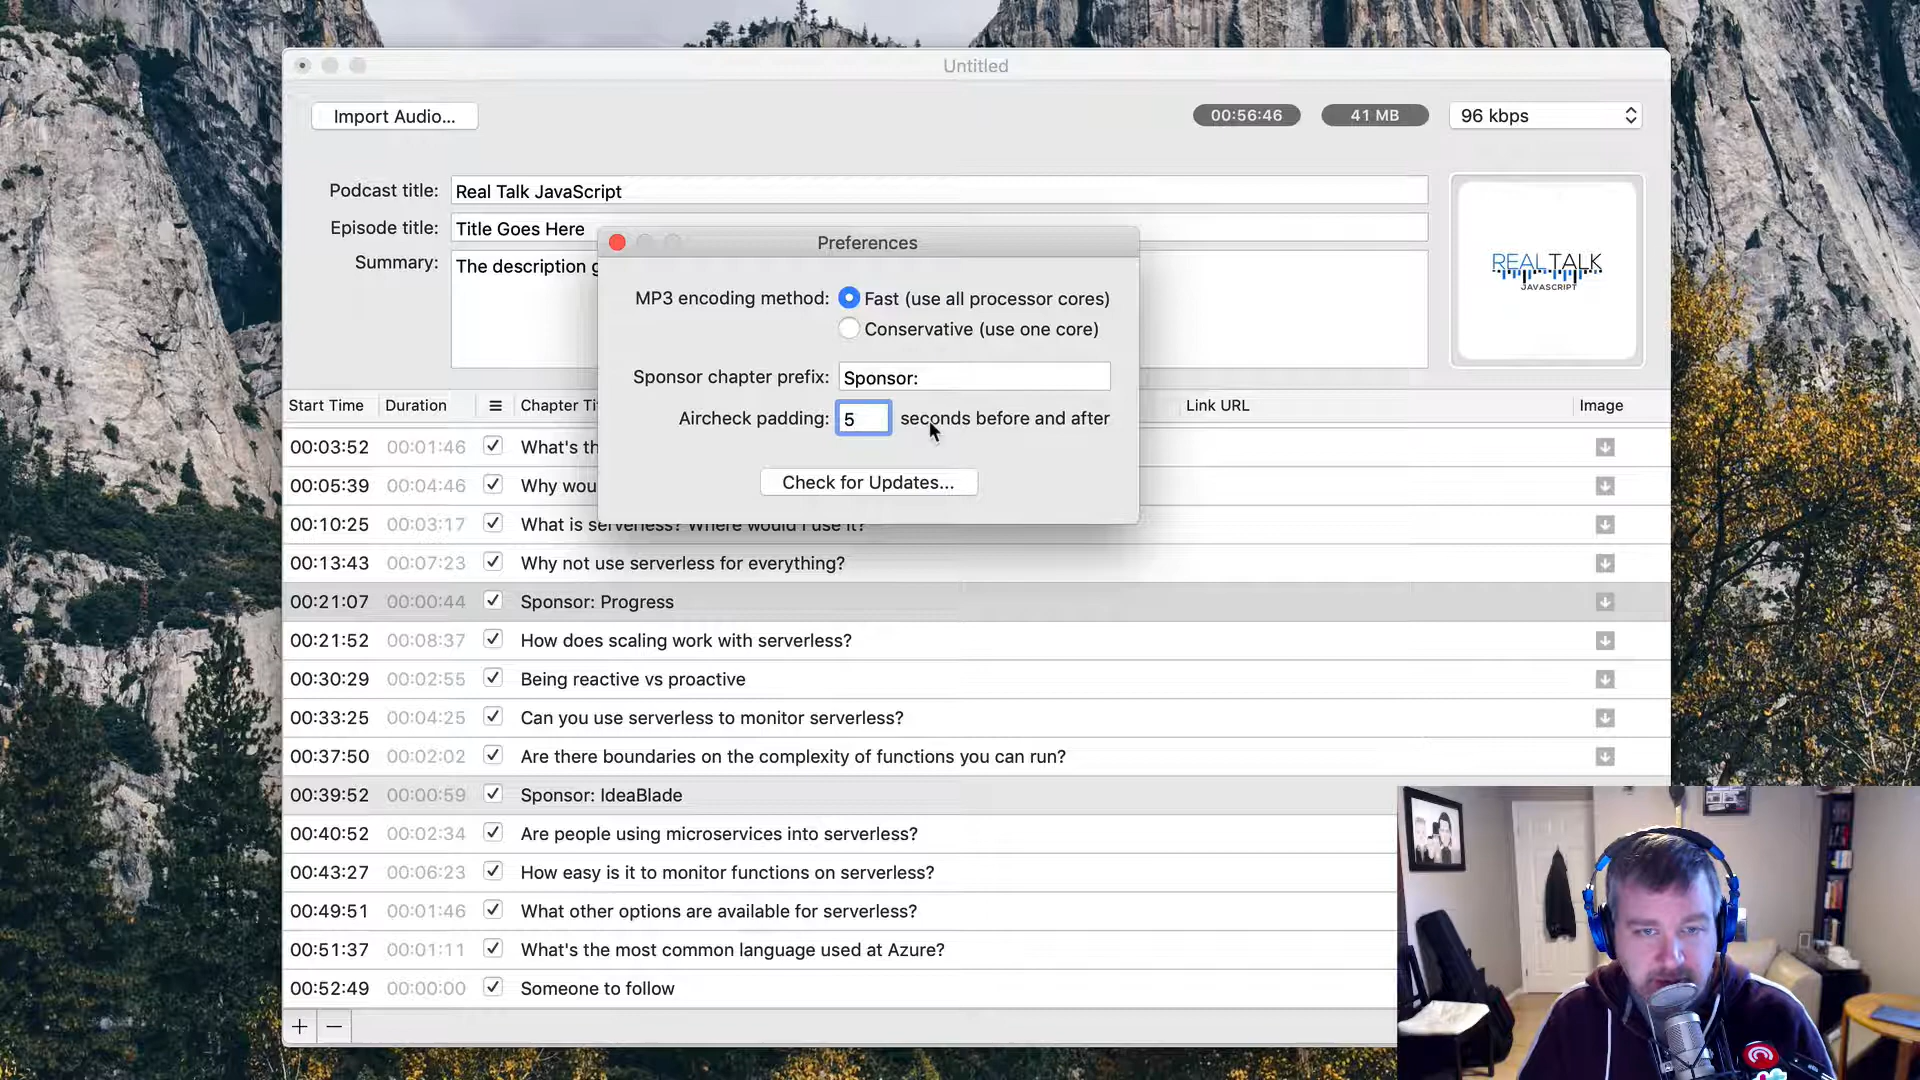 Untitled
Import Audio...
00:56:46
41 MB
96 kbps
Podcast title: Real Talk JavaScript
Episode title: Title Goes Here
Summary: The description
REALTALK
JAVASCRIPT
Preferences
MP3 encoding method: Fast (use all processor cores)
Conservative (use one core)
Sponsor chapter prefix: Sponsor:
Aircheck padding: 5 seconds before and after
Check for Updates...
Start Time Duration Chapter Link URL Image
00:03:52 00:01:46 What's
00:05:39 00:04:46 Why
00:10:25 00:03:17 What is serverless? Where would I use it?
00:13:43 00:07:23 Why not use serverless for everything?
00:21:07 00:00:44 Sponsor: Progress
00:21:52 00:08:37 How does scaling work with serverless?
00:30:29 00:02:55 Being reactive vs proactive
00:33:25 00:04:25 Can you use serverless to monitor serverless?
00:37:50 00:02:02 Are there boundaries on the complexity of functions you can run?
00:39:52 00:00:59 Sponsor: IdeaBlade
00:40:52 00:02:34 Are people using microservices into serverless?
00:43:27 00:06:23 How easy is it to monitor functions on serverless?
00:49:51 00:01:46 What other options are available for serverless?
00:51:37 00:01:11 What's the most common language used at Azure?
00:52:49 00:00:00 Someone to follow